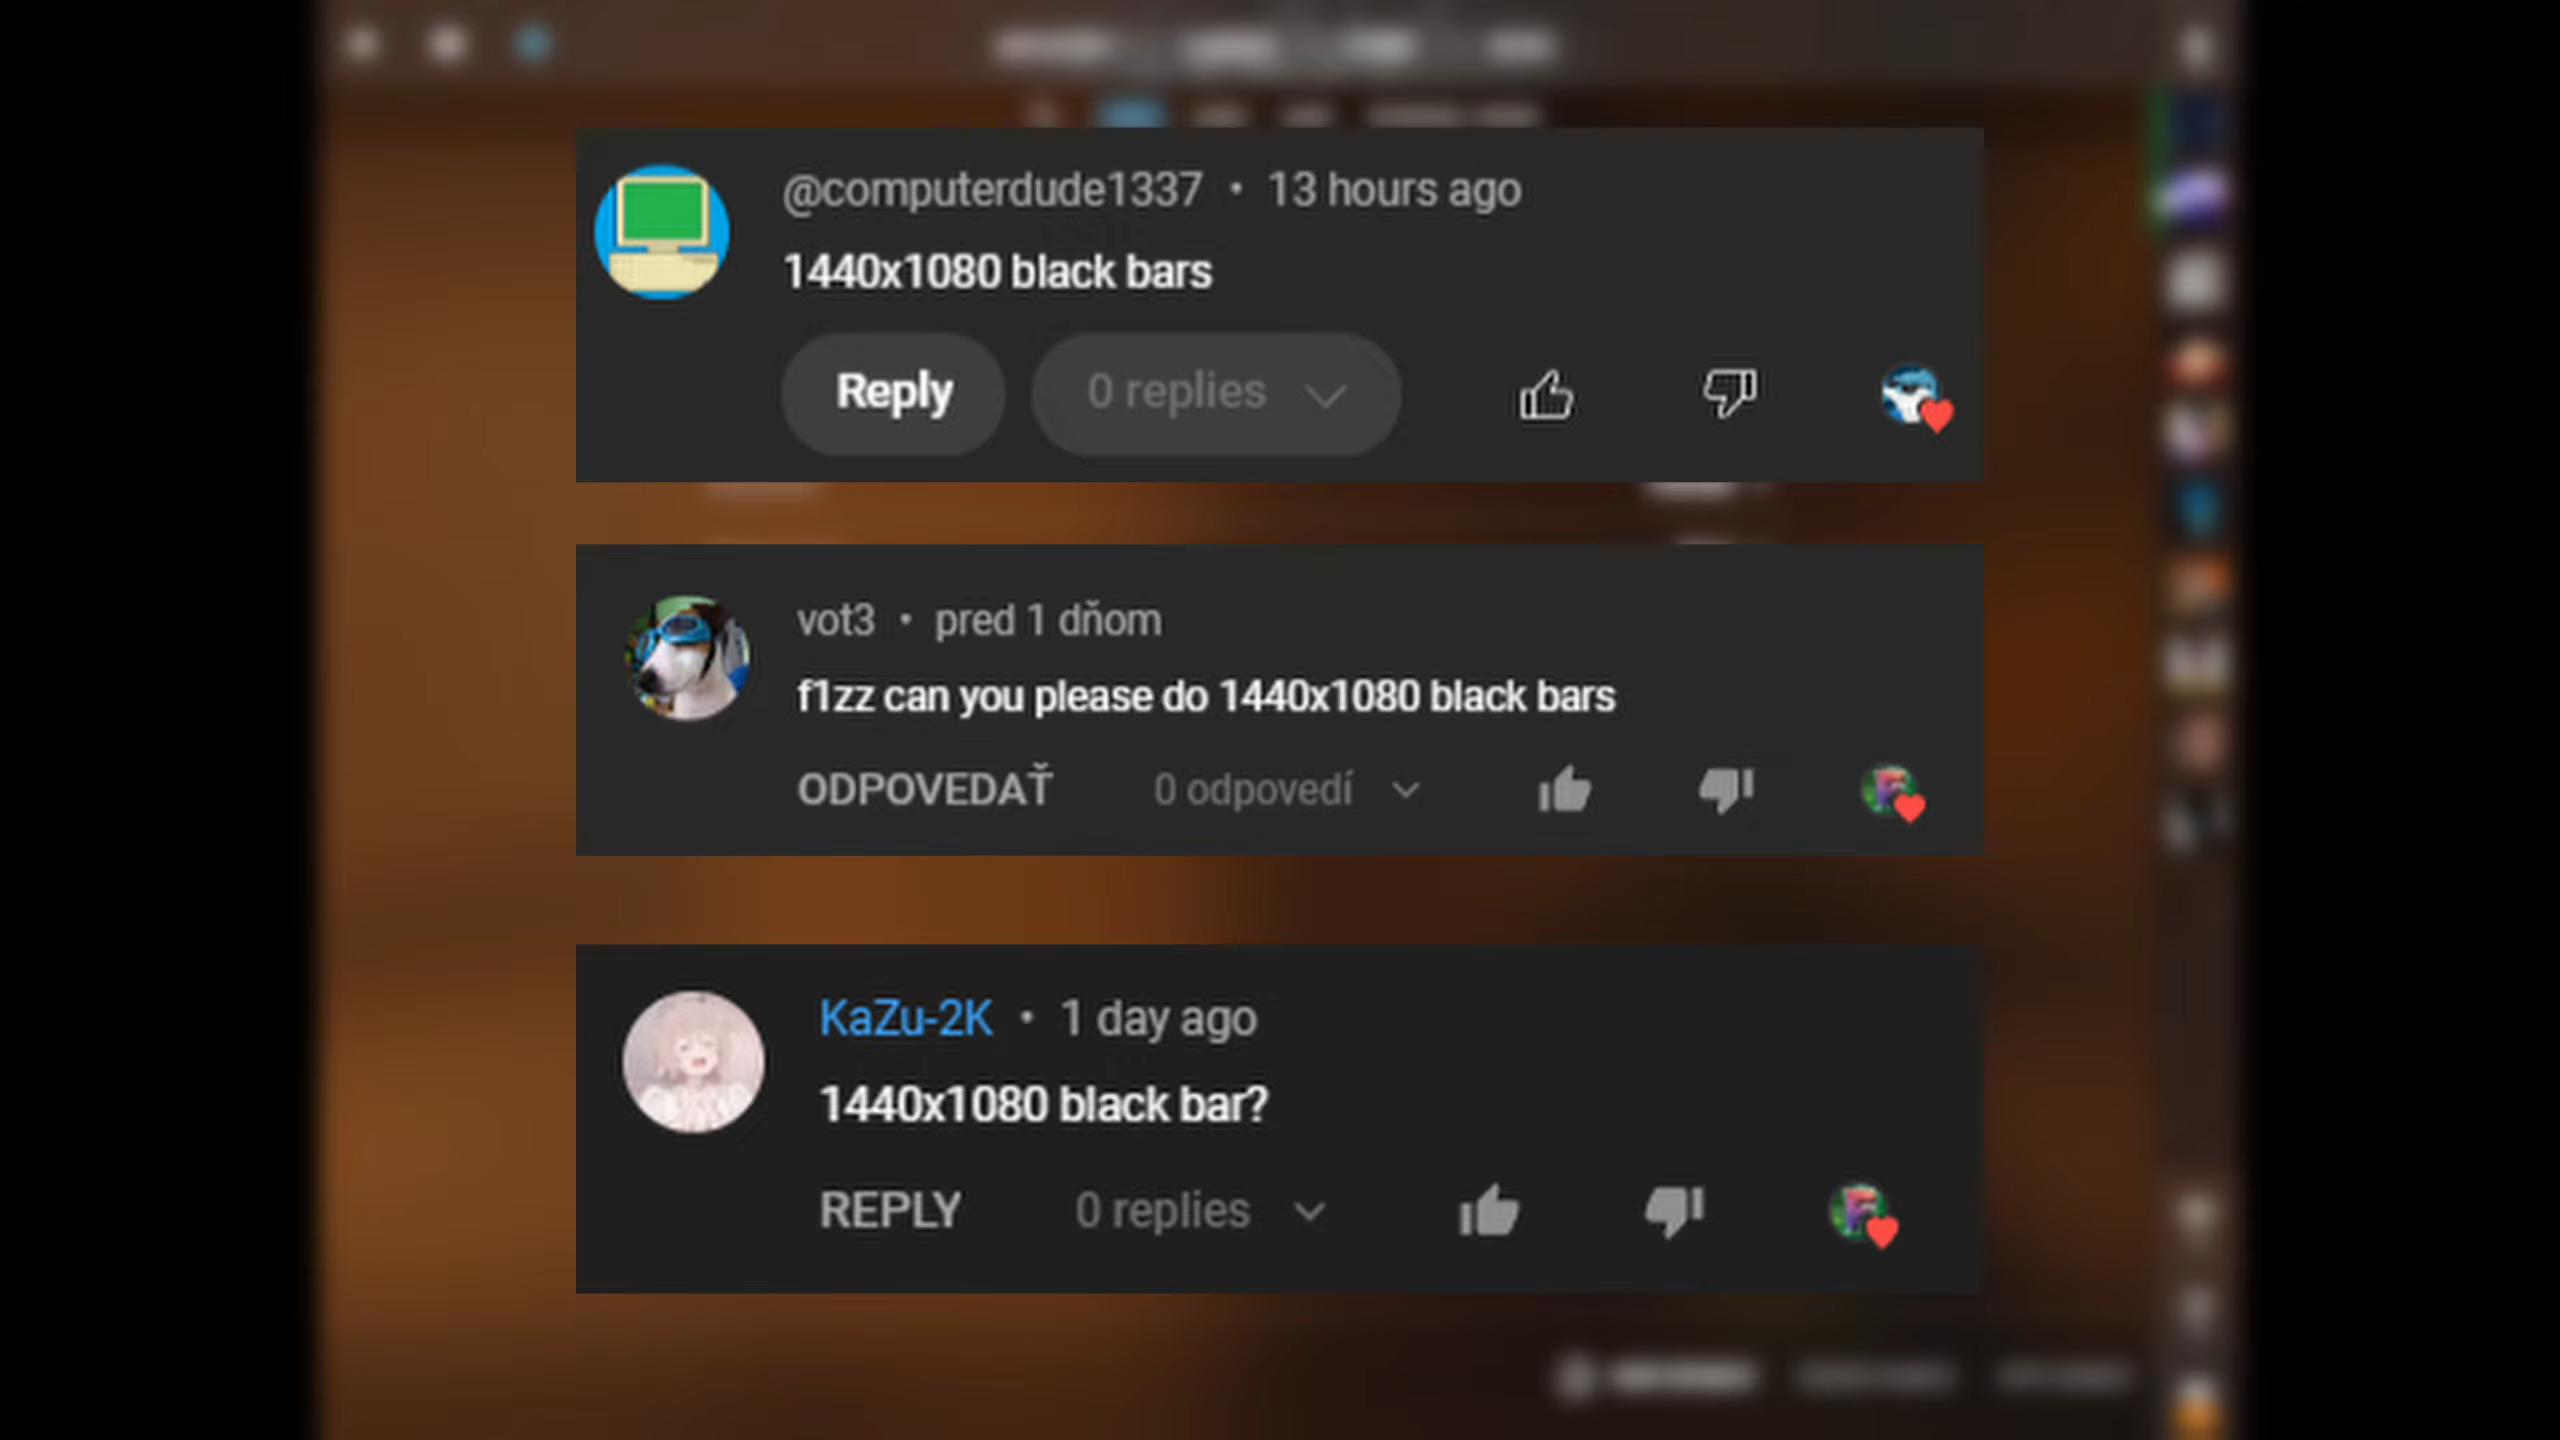 @computerdude1337 • 13 hours ago
1440x1080 black bars
Reply 0 replies
vot3 • pred 1 dňom
f1zz can you please do 1440x1080 black bars
ODPOVEDAŤ 0 odpovedí
KaZu-2K • 1 day ago
1440x1080 black bar?
REPLY 0 replies